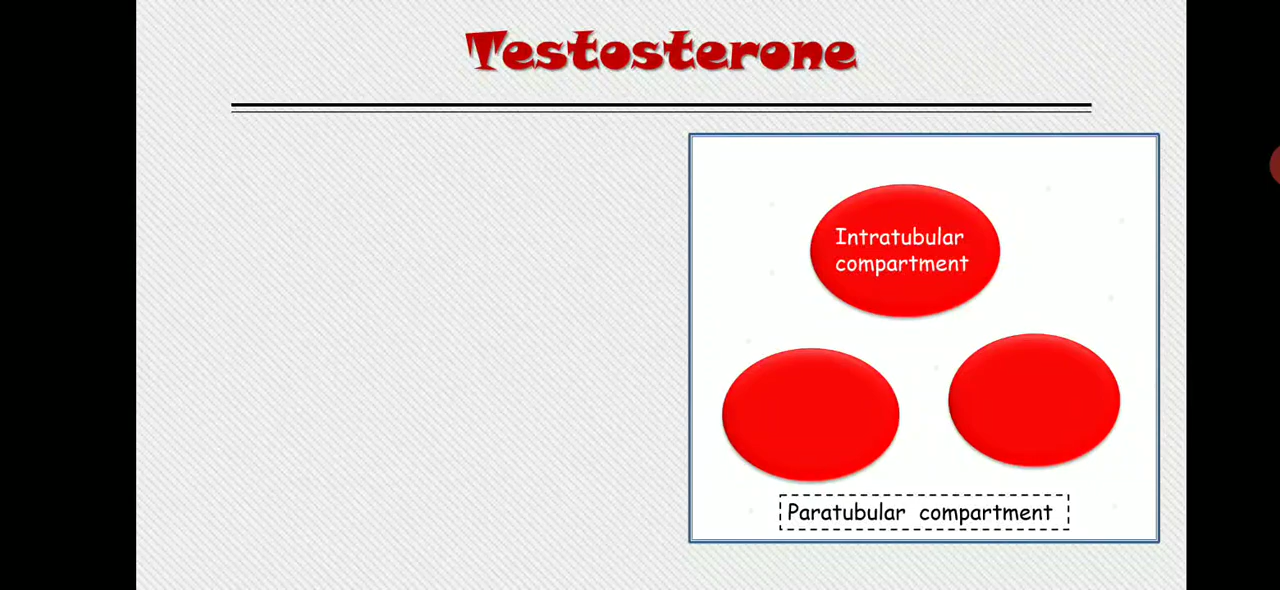 Testosterone
Intratubular
compartment
Paratubular compartment